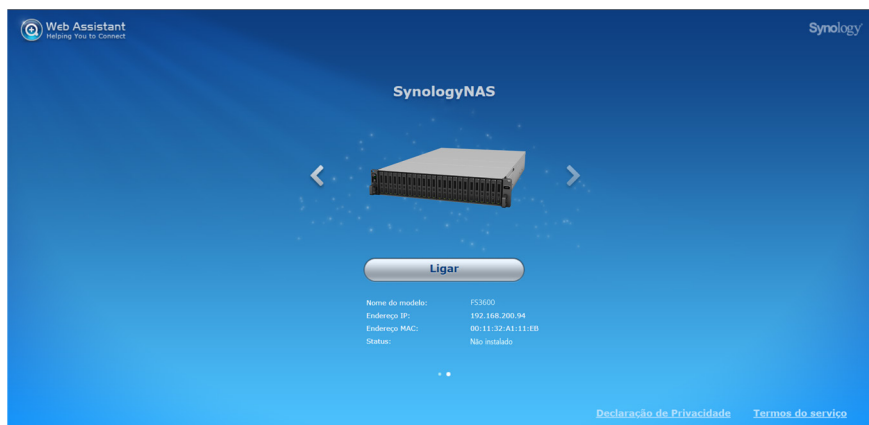 Web Assistant
Helping You to Connect
Synology
SynologyNAS
Ligar
Nome do modelo: FS3600
Endereço IP: 192.168.200.94
Endereço MAC: 00:11:32:A1:11:EB
Status: Não instalado
Declaração de Privacidade Termos do serviço